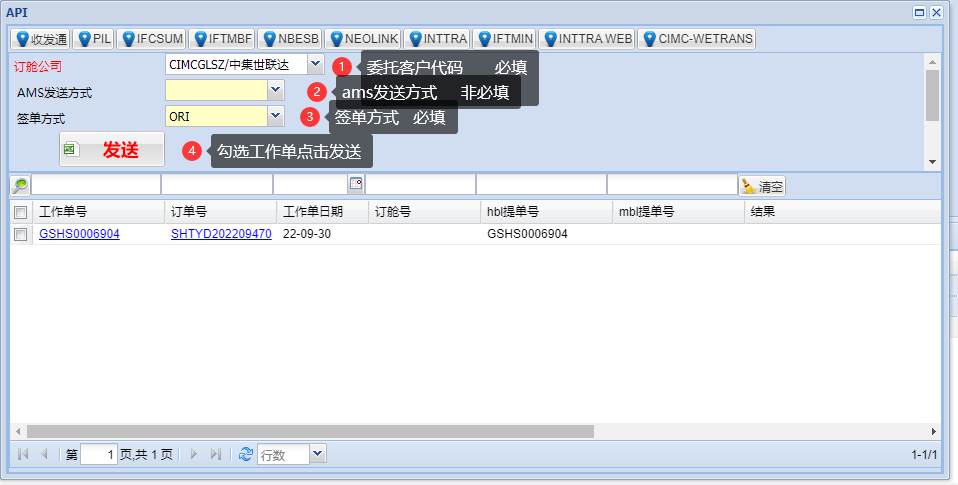 API
收发通 PIL IFCSUM IFTMBF NBESB NEOLINK INTTRA IFTMIN INTTRA WEB CIMC-WETRANS
订舱公司 CIMCGLSZ/中集世联达 1 委托客户代码 必填
AMS发送方式 2 ams发送方式 非必填
签单方式 ORI 3 签单方式 必填
发送 4 勾选工作单点击发送
清空
工作单号 订单号 工作单日期 订舱号 hbl提单号 mbl提单号 结果
GSHS0006904 SHTYD202209470 22-09-30 GSHS0006904
第 1 页,共 1 页 行数 1-1/1